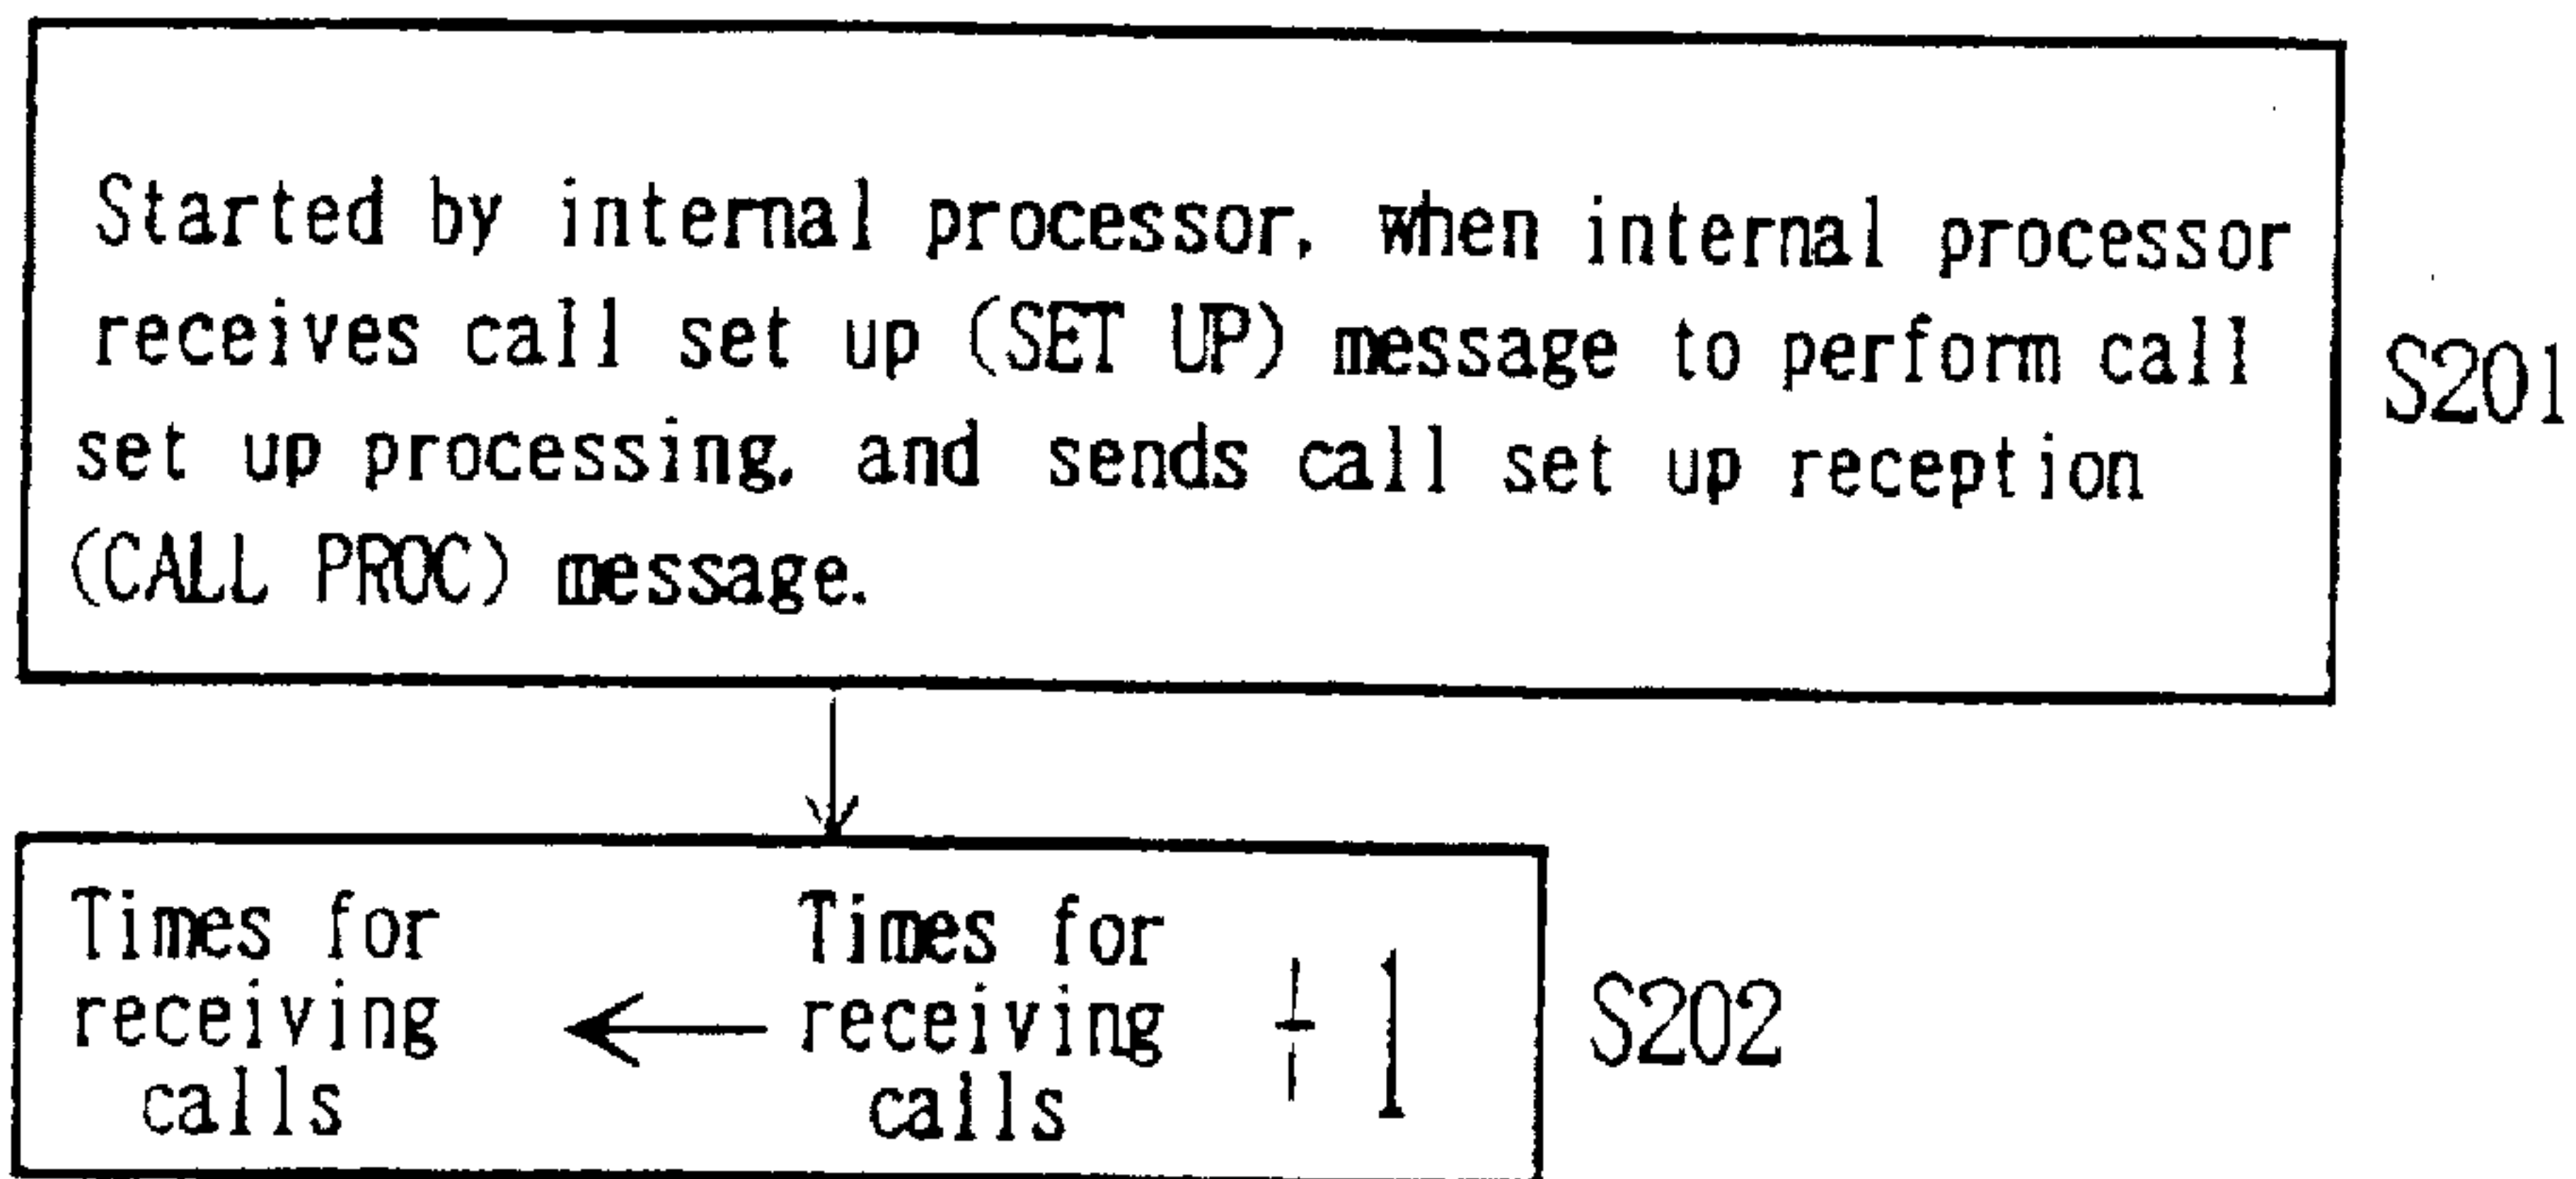 Started by internal processor, when internal processor
receives call set up (SET UP) message to perform call
set up processing, and sends call set up reception
(CALL PROC) message.
S201
Times for
receiving
calls
←
Times for
receiving
calls
+ 1
S202